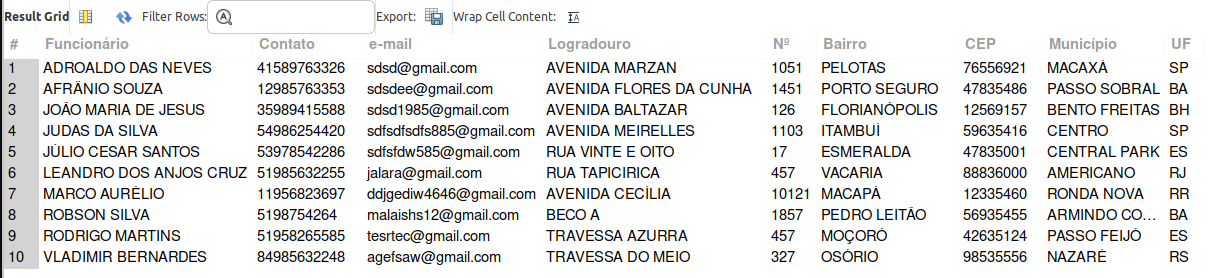 Result Grid Filter Rows: Export: Wrap Cell Content: IA
# Funcionário Contato e-mail Logradouro Nº Bairro CEP Município UF
1 ADROALDO DAS NEVES 41589763326 sdsd@gmail.com AVENIDA MARZAN 1051 PELOTAS 76556921 MACAXÁ SP
2 AFRÂNIO SOUZA 12985763353 sdsdee@gmail.com AVENIDA FLORES DA CUNHA 1451 PORTO SEGURO 47835486 PASSO SOBRAL BA
3 JOÃO MARIA DE JESUS 35989415588 sdsd1985@gmail.com AVENIDA BALTAZAR 126 FLORIANÓPOLIS 12569157 BENTO FREITAS BH
4 JUDAS DA SILVA 54986254420 sdfsdfsdfs885@gmail.com AVENIDA MEIRELLES 1103 ITAMBUÍ 59635416 CENTRO SP
5 JÚLIO CESAR SANTOS 53978542286 sdfsfdw585@gmail.com RUA VINTE E OITO 17 ESMERALDA 47835001 CENTRAL PARK ES
6 LEANDRO DOS ANJOS CRUZ 51985632255 jalara@gmail.com RUA TAPICIRICA 457 VACARIA 88836000 AMERICANO RJ
7 MARCO AURÉLIO 11956823697 ddjgediw4646@gmail.com AVENIDA CECÍLIA 10121 MACAPÁ 12335460 RONDA NOVA RR
8 ROBSON SILVA 5198754264 malaishs12@gmail.com BECO A 1857 PEDRO LEITÃO 56935455 ARMINDO CO... BA
9 RODRIGO MARTINS 51958265585 tesrtec@gmail.com TRAVESSA AZURRA 457 MOÇORÓ 42635124 PASSO FEIJÓ ES
10 VLADIMIR BERNARDES 84985632248 agefsaw@gmail.com TRAVESSA DO MEIO 327 OSÓRIO 98535556 NAZARÉ RS